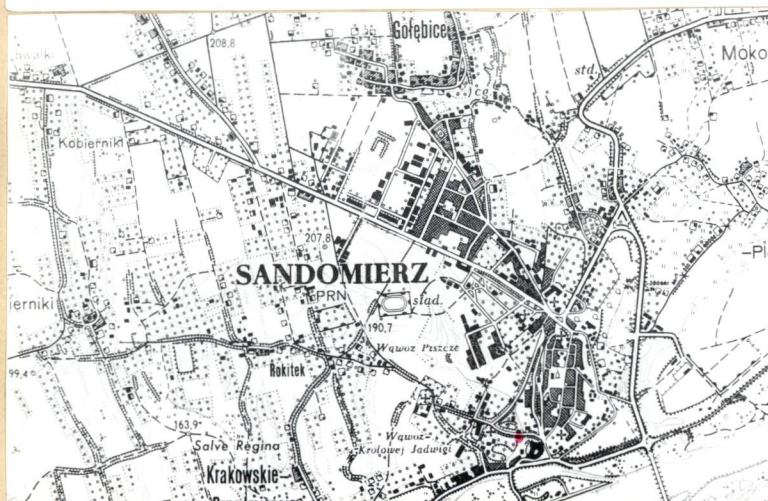 Gołębice
208,8
Moko
std.
Kobierniki
207,8
SANDOMIERZ
PRN
stad.
190,7
Wąwóz Piszcze
ierniki
Rokitek
99,4
163,9
Salve Regina
Wąwóz
Królowej Jadwigi
Krakowskie-